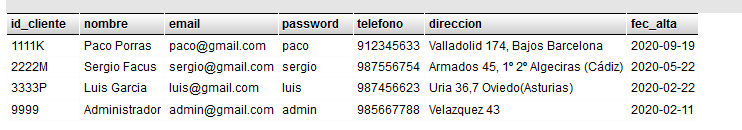 id_cliente nombre email password telefono direccion fec_alta
1111K Paco Porras paco@gmail.com paco 912345633 Valladolid 174, Bajos Barcelona 2020-09-19
2222M Sergio Facus sergio@gmail.com sergio 987556754 Armados 45, 1º 2º Algeciras (Cádiz) 2020-05-22
3333P Luis Garcia luis@gmail.com luis 987456623 Uria 36,7 Oviedo(Asturias) 2020-02-22
9999 Administrador admin@gmail.com admin 985667788 Velazquez 43 2020-02-11